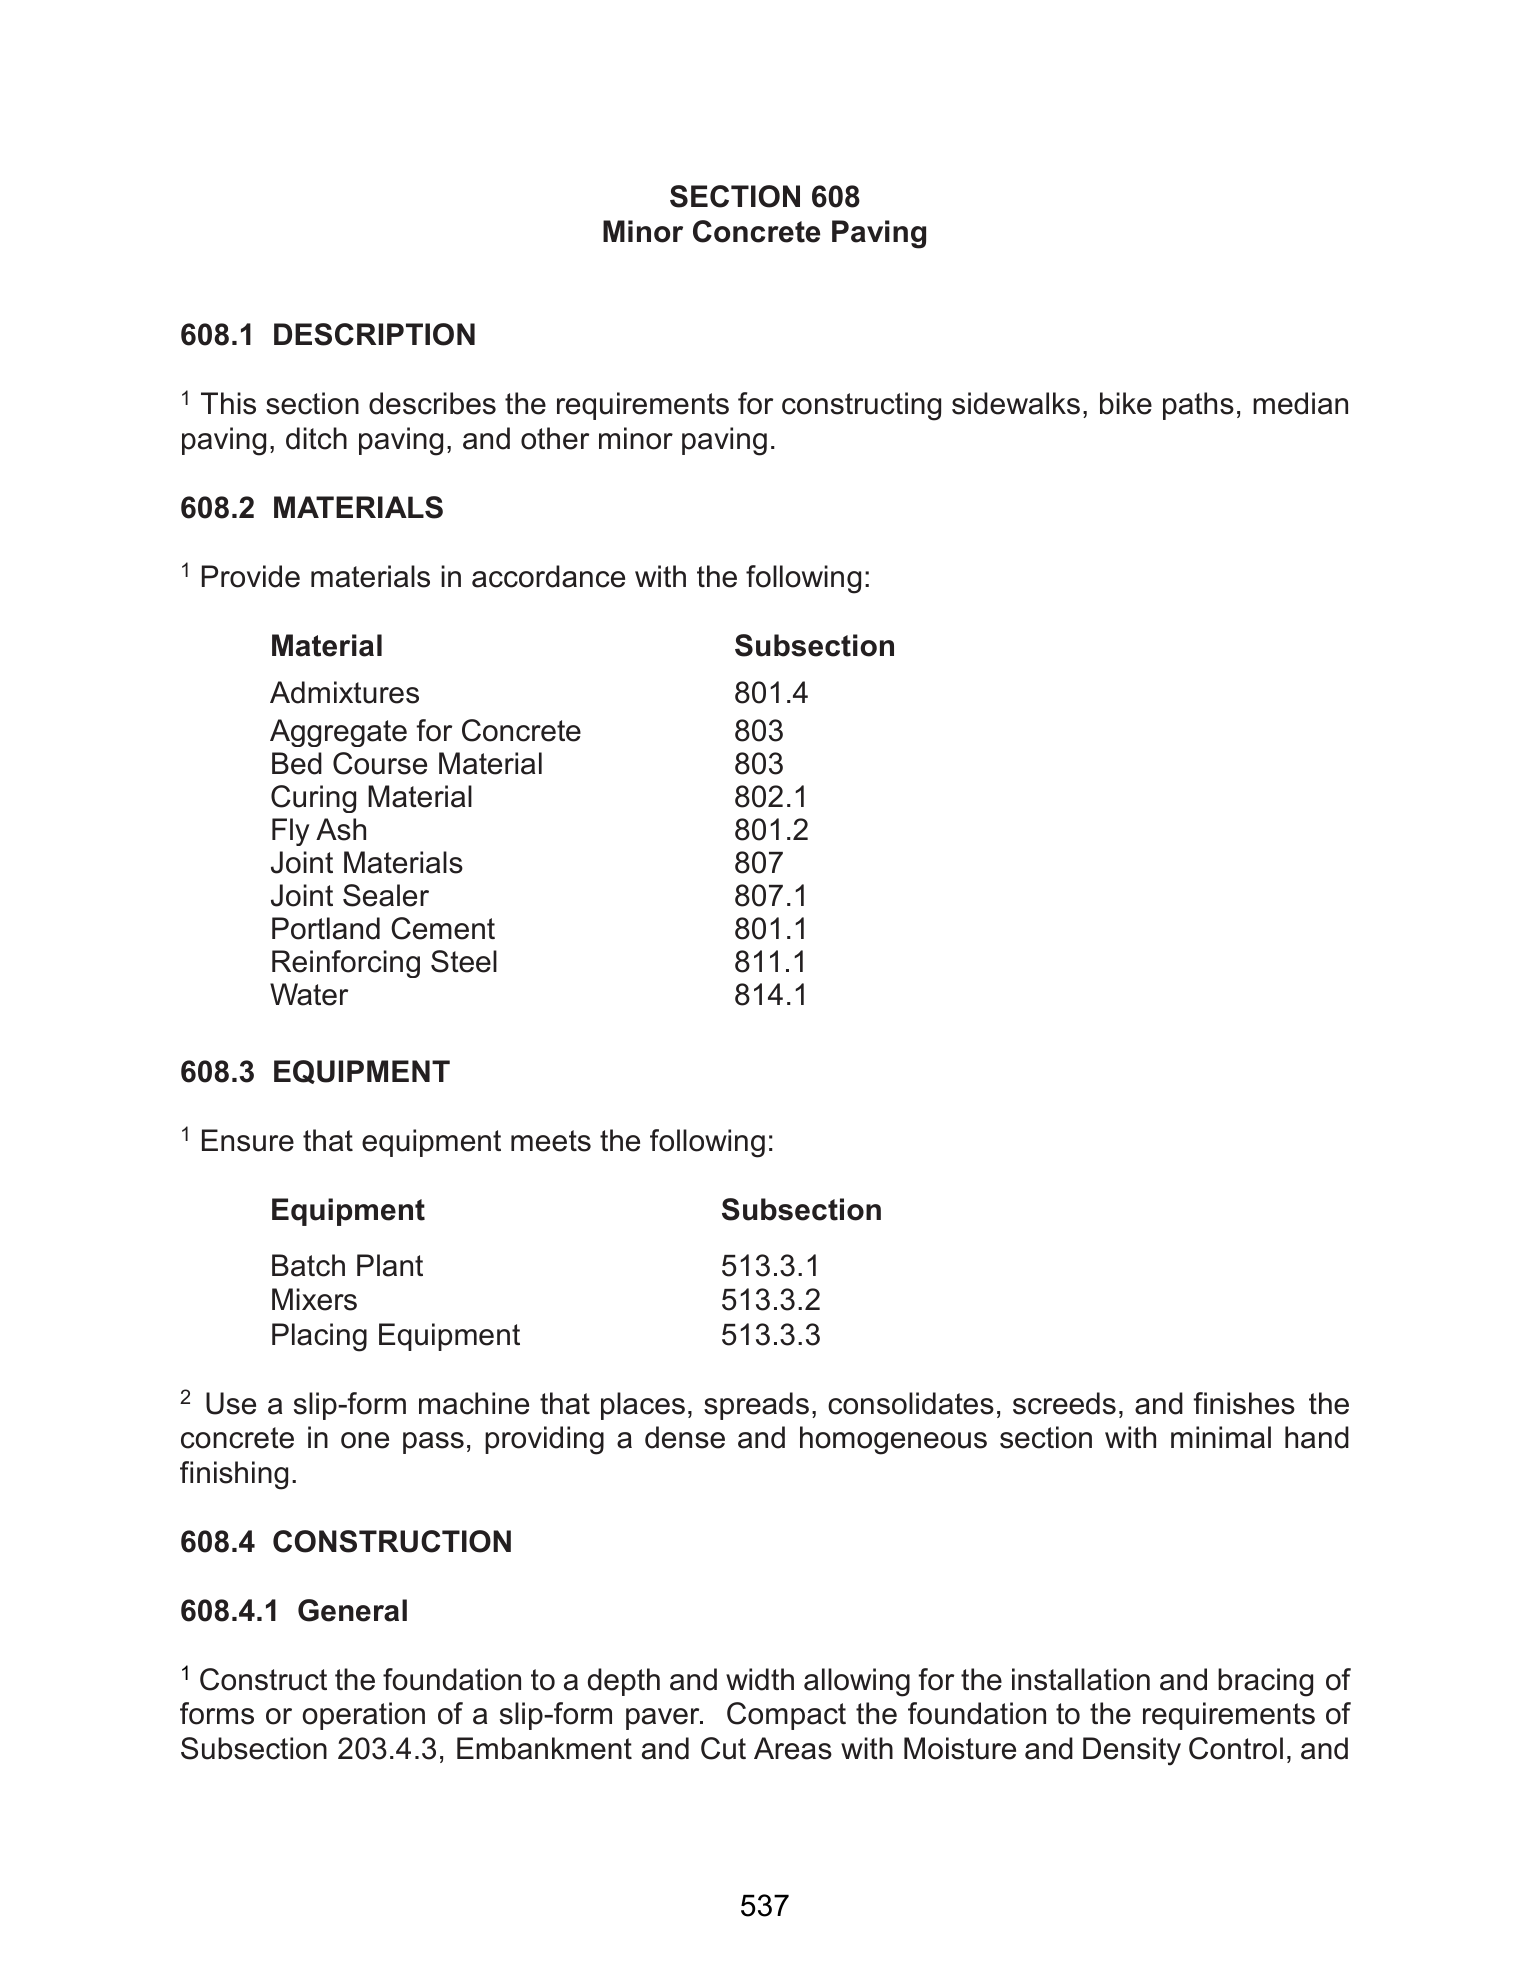 SECTION 608
Minor Concrete Paving
608.1 DESCRIPTION
1 This section describes the requirements for constructing sidewalks, bike paths, median
paving, ditch paving, and other minor paving.
608.2 MATERIALS
1 Provide materials in accordance with the following:
Material Subsection
Admixtures 801.4
Aggregate for Concrete 803
Bed Course Material 803
Curing Material 802.1
Fly Ash 801.2
Joint Materials 807
Joint Sealer 807.1
Portland Cement 801.1
Reinforcing Steel 811.1
Water 814.1
608.3 EQUIPMENT
1 Ensure that equipment meets the following:
Equipment Subsection
Batch Plant 513.3.1
Mixers 513.3.2
Placing Equipment 513.3.3
2 Use a slip-form machine that places, spreads, consolidates, screeds, and finishes the
concrete in one pass, providing a dense and homogeneous section with minimal hand
finishing.
608.4 CONSTRUCTION
608.4.1 General
1 Construct the foundation to a depth and width allowing for the installation and bracing of
forms or operation of a slip-form paver. Compact the foundation to the requirements of
Subsection 203.4.3, Embankment and Cut Areas with Moisture and Density Control, and
537